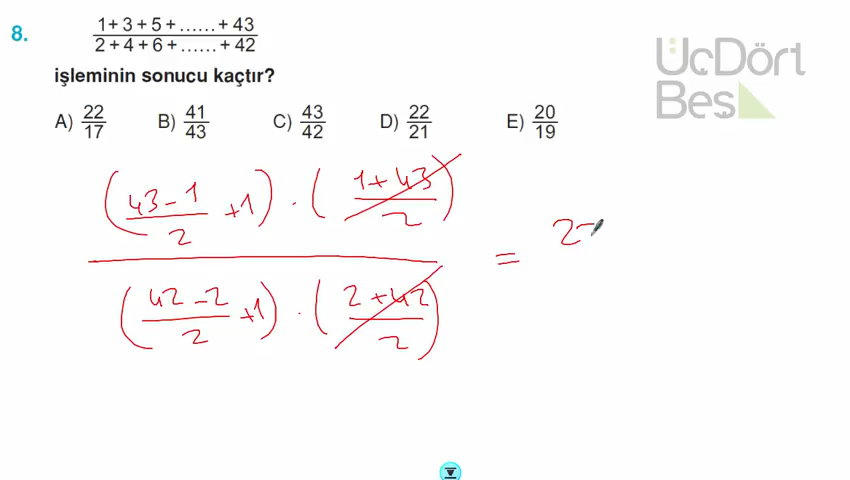 8. 1 + 3 + 5 + ...... + 43
2 + 4 + 6 + ...... + 42
işleminin sonucu kaçtır?
A) 22/17 B) 41/43 C) 43/42 D) 22/21 E) 20/19
ÜçDört
Beş
(43 - 1/2 + 1) . (1 + 43/2)
(42 - 2/2 + 1) . (2 + 42/2)
= 2